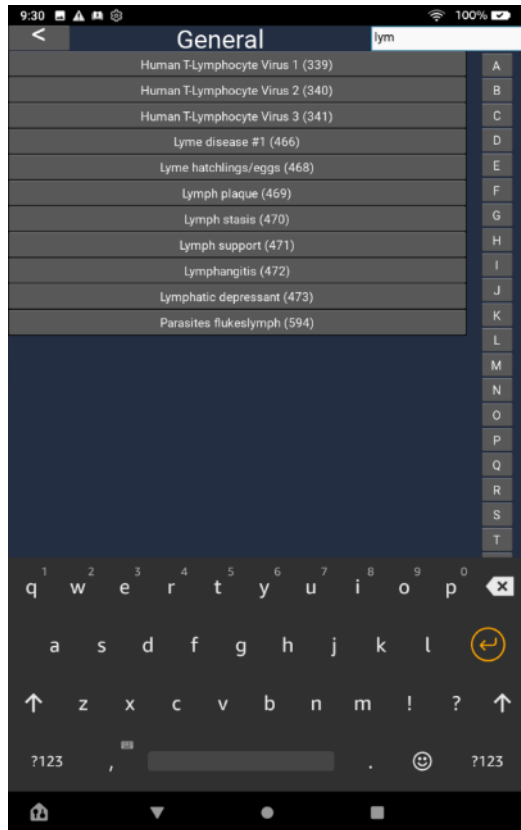 9:30 100%
< General lym
Human T-Lymphocyte Virus 1 (339)
Human T-Lymphocyte Virus 2 (340)
Human T-Lymphocyte Virus 3 (341)
Lyme disease #1 (466)
Lyme hatchlings/eggs (468)
Lymph plaque (469)
Lymph stasis (470)
Lymph support (471)
Lymphangitis (472)
Lymphatic depressant (473)
Parasites flukeslymph (594)
A
B
C
D
E
F
G
H
I
J
K
L
M
N
O
P
Q
R
S
T
1 2 3 4 5 6 7 8 9 0
q w e r t y u i o p
a s d f g h j k l
z x c v b n m ! ?
?123 , . ?123